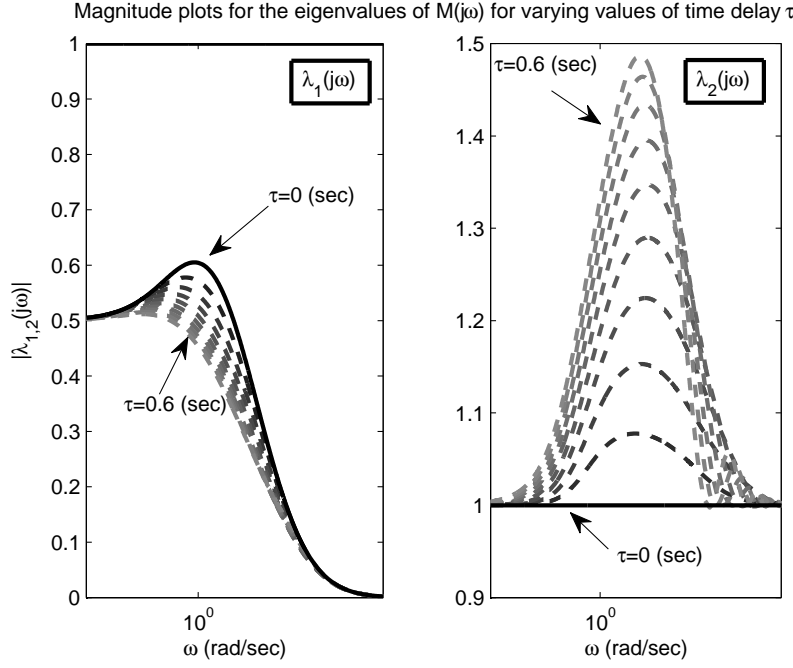 Magnitude plots for the eigenvalues of M(jω) for varying values of time delay τ
|λ1,2(jω)|
1
0.9
0.8
0.7
0.6
0.5
0.4
0.3
0.2
0.1
0
λ1(jω)
τ=0 (sec)
τ=0.6 (sec)
10^0
ω (rad/sec)
1.5
1.4
1.3
1.2
1.1
1
0.9
τ=0.6 (sec)
λ2(jω)
τ=0 (sec)
10^0
ω (rad/sec)